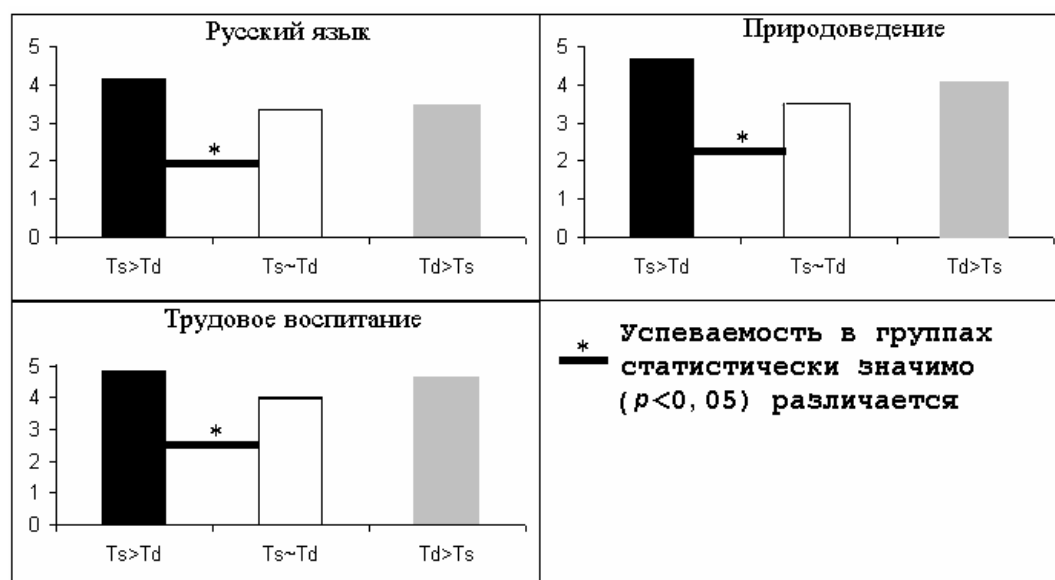 Русский язык
5
4
3
2
1
0
*
Ts>Td
Ts~Td
Td>Ts
Природоведение
5
4
3
2
1
0
*
Ts>Td
Ts~Td
Td>Ts
Трудовое воспитание
5
4
3
2
1
0
*
Ts>Td
Ts~Td
Td>Ts
* Успеваемость в группах
статистически значимо
(p<0,05) различается